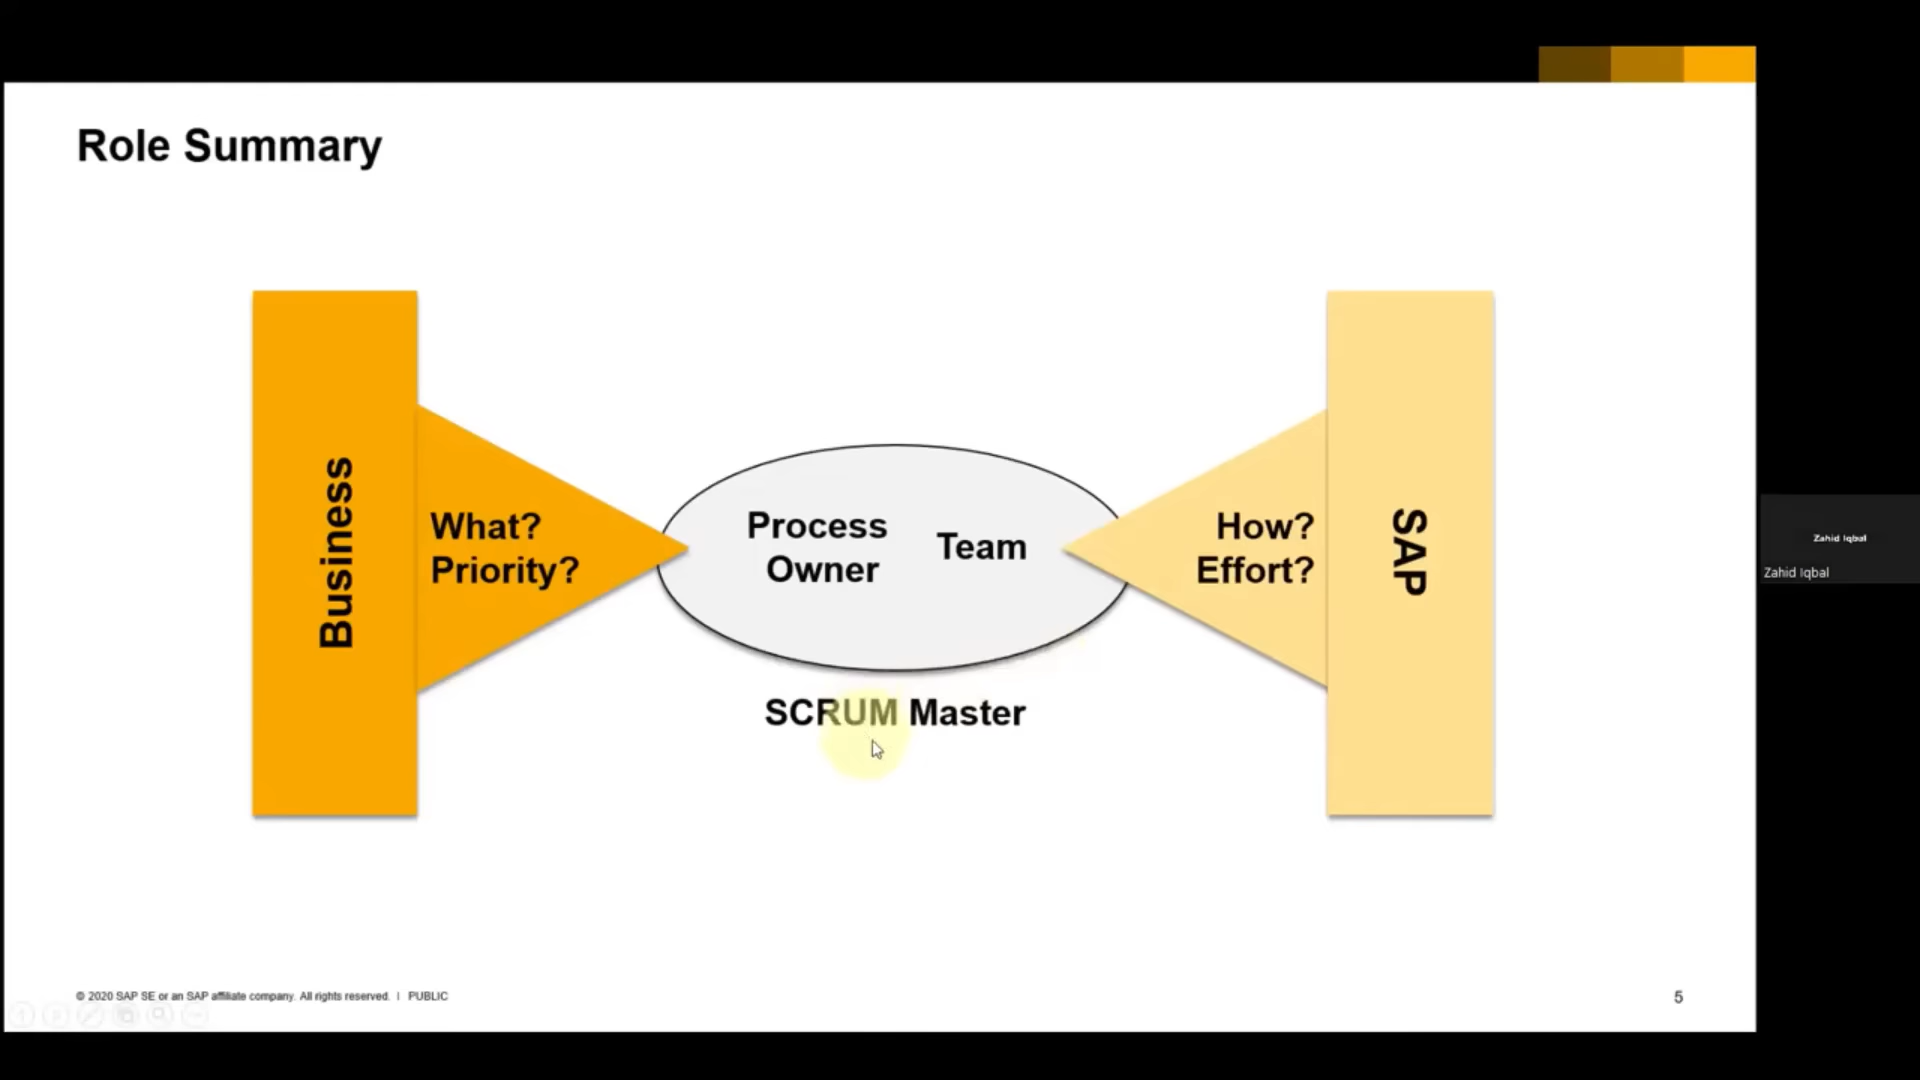 Role Summary
Business
What?
Priority?
Process
Owner
Team
How?
Effort?
SAP
SCRUM Master
Zahid Iqbal
Zahid Iqbal
© 2020 SAP SE or an SAP affiliate company. All rights reserved. | PUBLIC
5